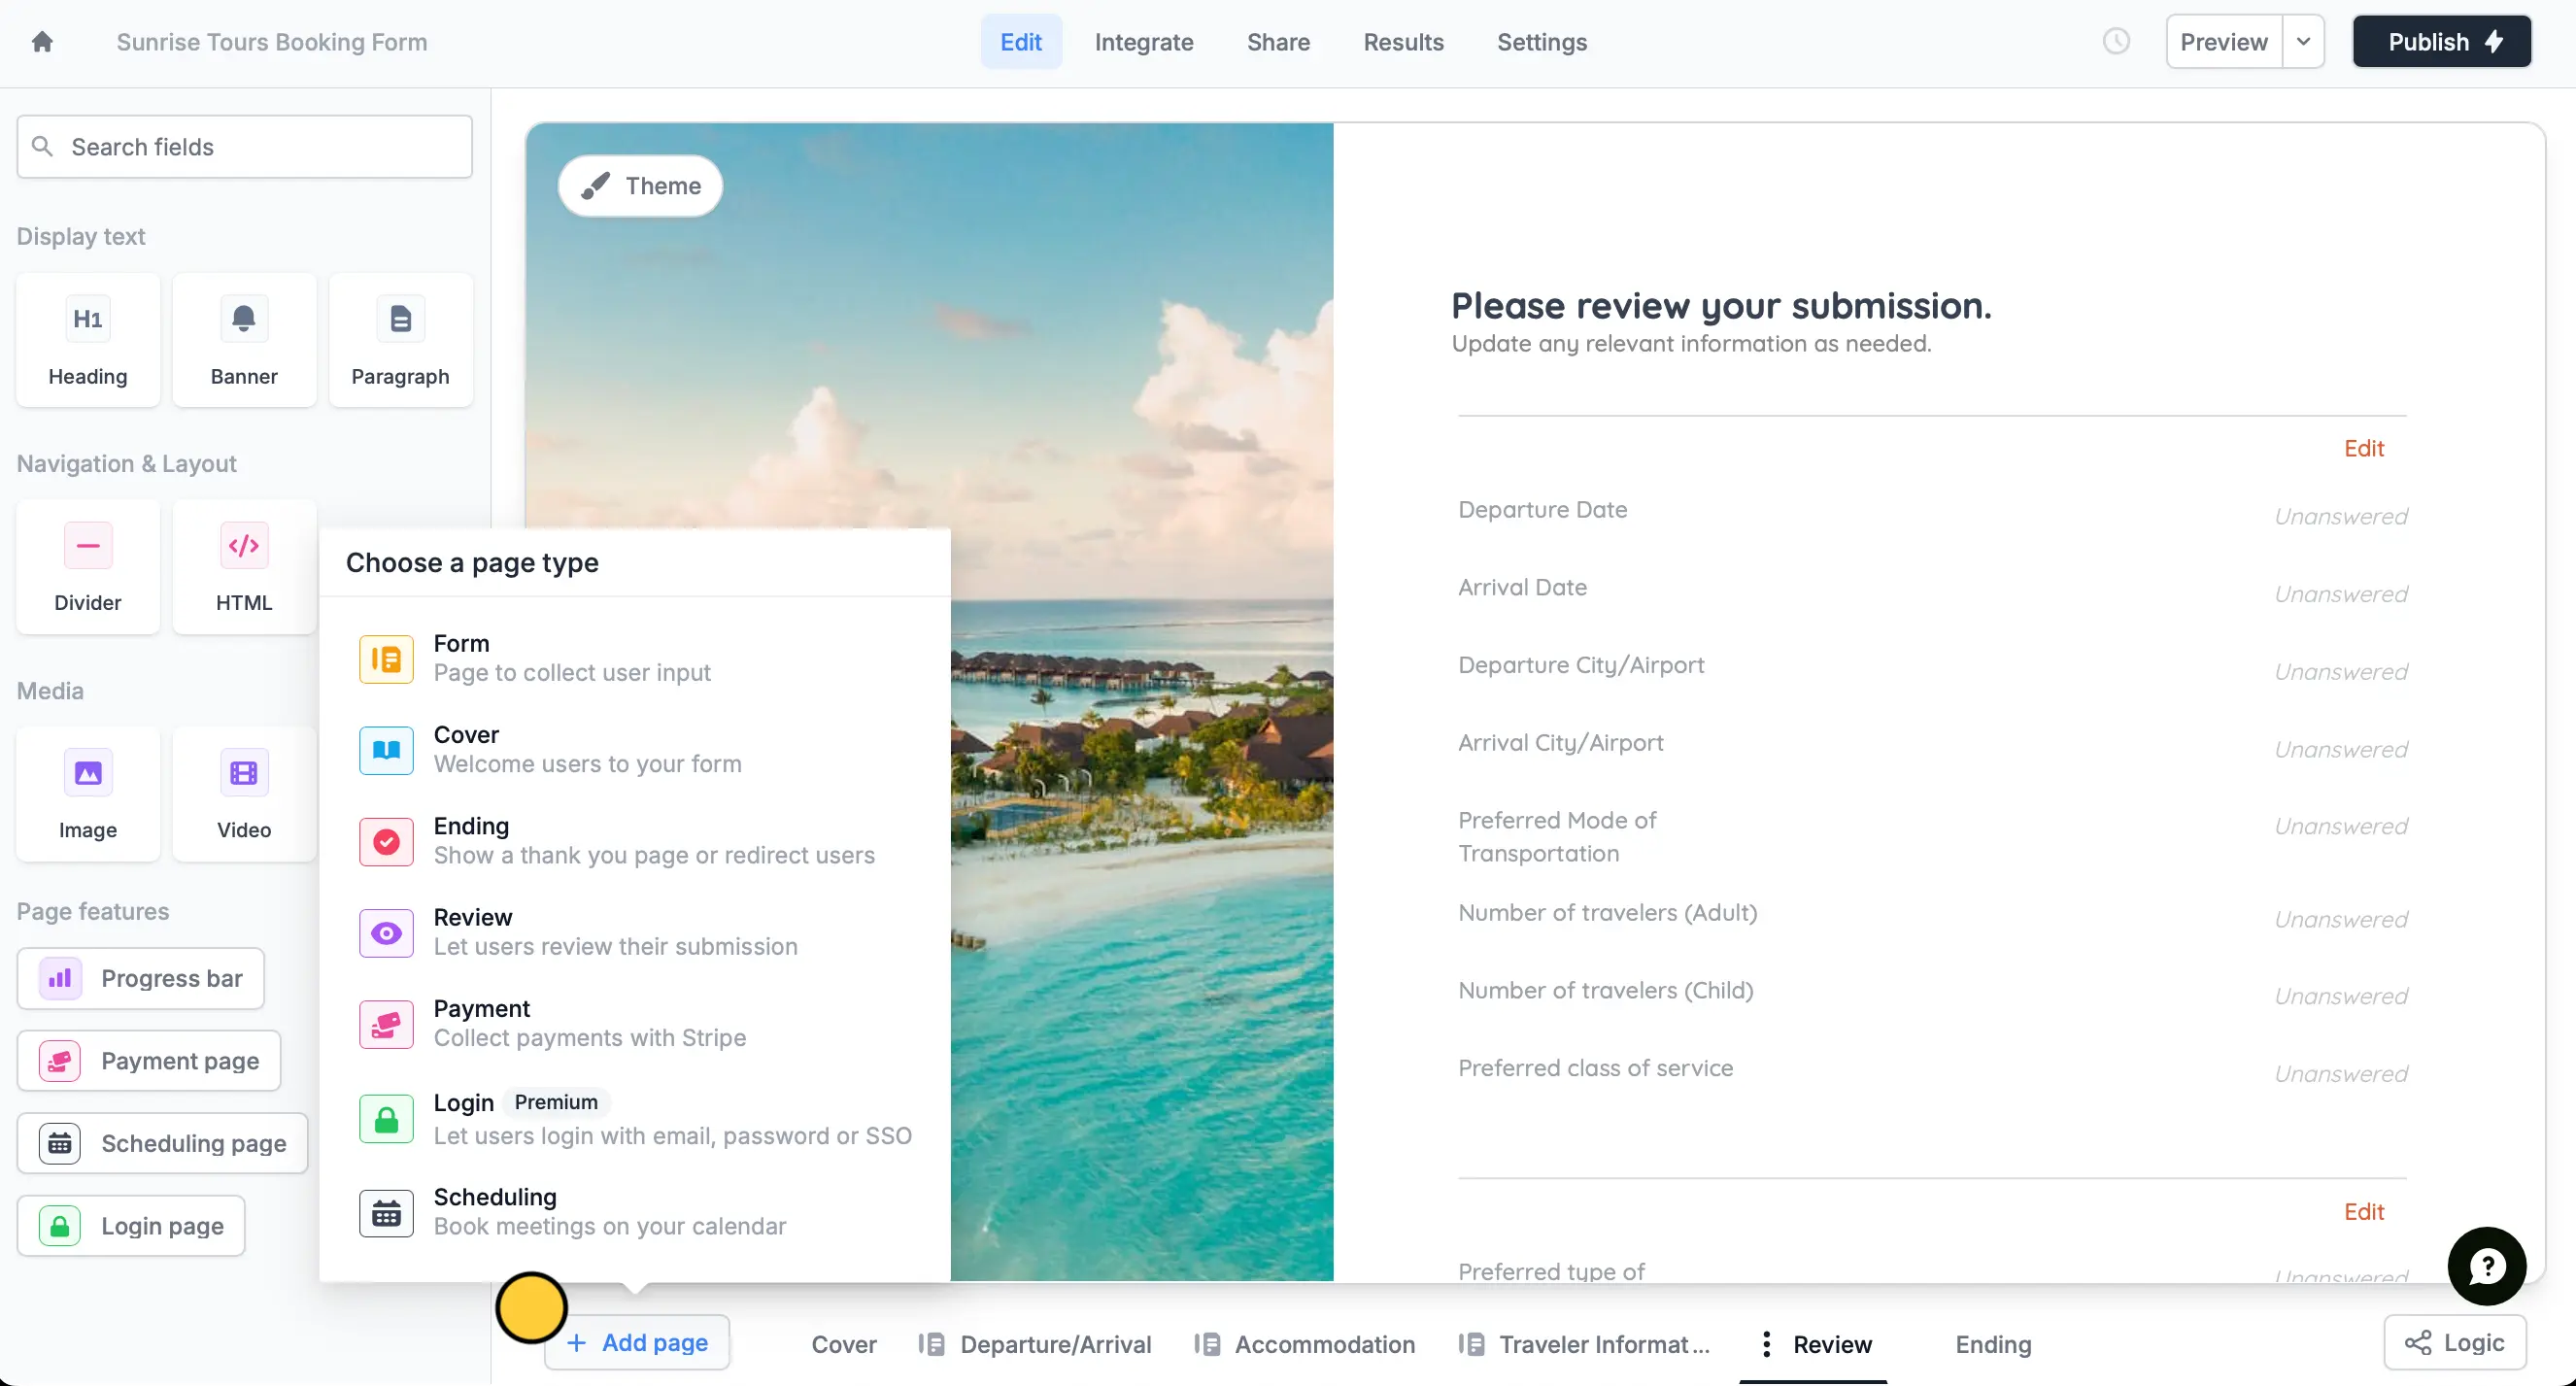 Sunrise Tours Booking Form
Edit
Integrate
Share
Results
Settings
Preview
Publish
Search fields
Display text
H1
Heading
Banner
Paragraph
Navigation & Layout
Divider
</>
HTML
Media
Image
Video
Page features
Progress bar
Payment page
Scheduling page
Login page
Choose a page type
Form
Page to collect user input
Cover
Welcome users to your form
Ending
Show a thank you page or redirect users
Review
Let users review their submission
Payment
Collect payments with Stripe
Login Premium
Let users login with email, password or SSO
Scheduling
Book meetings on your calendar
Theme
Please review your submission.
Update any relevant information as needed.
Edit
Departure Date Unanswered
Arrival Date Unanswered
Departure City/Airport Unanswered
Arrival City/Airport Unanswered
Preferred Mode of Unanswered
Transportation
Number of travelers (Adult) Unanswered
Number of travelers (Child) Unanswered
Preferred class of service Unanswered
Edit
Preferred type of Unanswered
+ Add page
Cover
Departure/Arrival
Accommodation
Traveler Informat...
Review
Ending
Logic